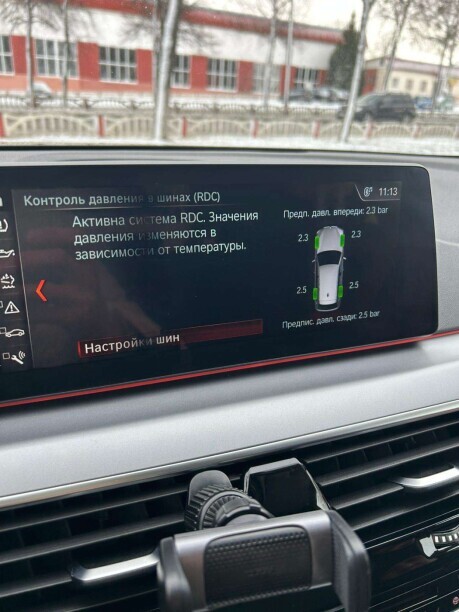 Контроль давления в шинах (RDC)
11:13
Активна система RDC. Значения
давления изменяются в
зависимости от температуры.
Предп. давл. впереди: 2.3 bar
2.3 2.3
2.5 2.5
Предпис. давл. сзади: 2.5 bar
Настройки шин